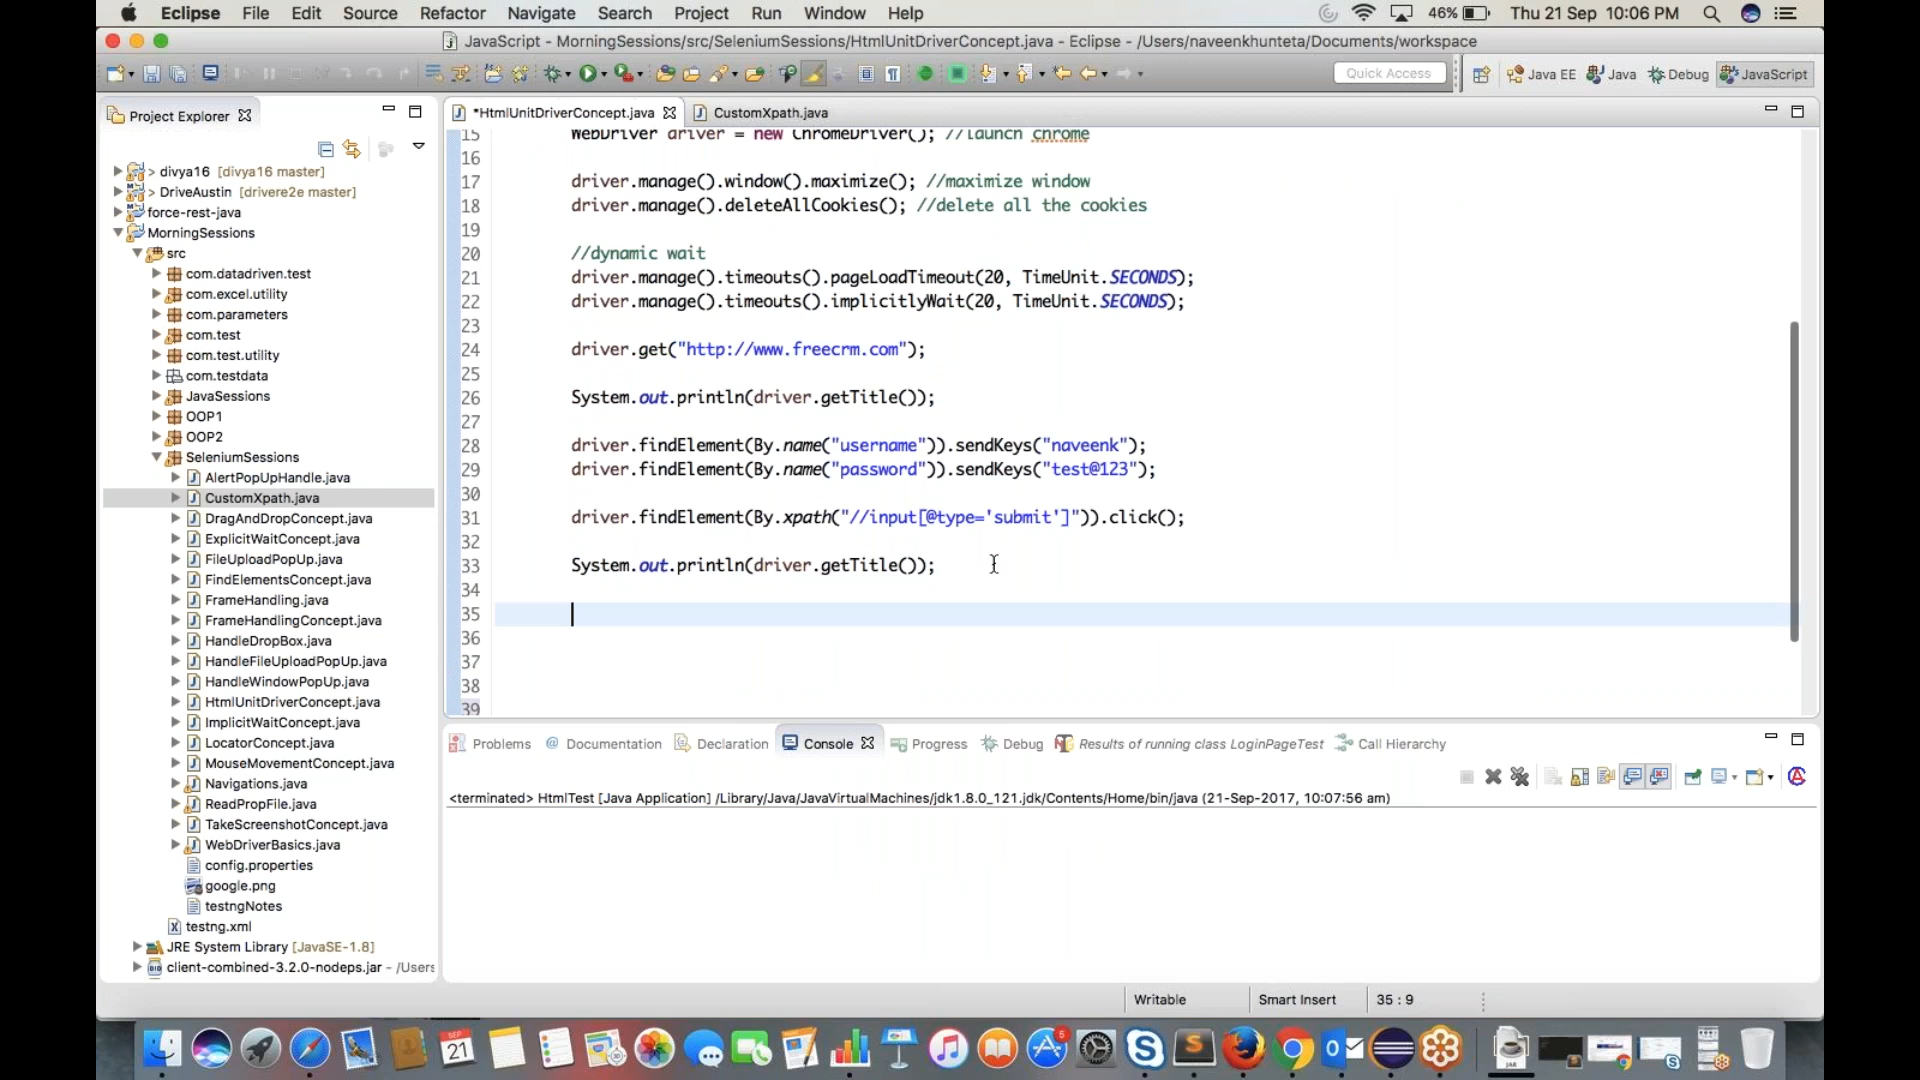 Eclipse File Edit Source Refactor Navigate Search Project Run Window Help 46% Thu 21 Sep 10:06 PM
JavaScript - MorningSessions/src/SeleniumSessions/HtmlUnitDriverConcept.java - Eclipse - /Users/naveenkhunteta/Documents/workspace
Quick Access Java EE Java Debug JavaScript
Project Explorer
> divya16 [divya16 master]
> DriveAustin [drivere2e master]
force-rest-java
MorningSessions
src
com.datadriven.test
com.excel.utility
com.parameters
com.test
com.test.utility
com.testdata
JavaSessions
OOP1
OOP2
SeleniumSessions
AlertPopUpHandle.java
CustomXpath.java
DragAndDropConcept.java
ExplicitWaitConcept.java
FileUploadPopUp.java
FindElementsConcept.java
FrameHandling.java
FrameHandlingConcept.java
HandleDropBox.java
HandleFileUploadPopUp.java
HandleWindowPopUp.java
HtmlUnitDriverConcept.java
ImplicitWaitConcept.java
LocatorConcept.java
MouseMovementConcept.java
Navigations.java
ReadPropFile.java
TakeScreenshotConcept.java
WebDriverBasics.java
config.properties
google.png
testngNotes
testng.xml
JRE System Library [JavaSE-1.8]
client-combined-3.2.0-nodeps.jar - /Users
*HtmlUnitDriverConcept.java CustomXpath.java
15 WebDriver driver = new ChromeDriver(); //launch chrome
16
17 driver.manage().window().maximize(); //maximize window
18 driver.manage().deleteAllCookies(); //delete all the cookies
19
20 //dynamic wait
21 driver.manage().timeouts().pageLoadTimeout(20, TimeUnit.SECONDS);
22 driver.manage().timeouts().implicitlyWait(20, TimeUnit.SECONDS);
23
24 driver.get("http://www.freecrm.com");
25
26 System.out.println(driver.getTitle());
27
28 driver.findElement(By.name("username")).sendKeys("naveenk");
29 driver.findElement(By.name("password")).sendKeys("test@123");
30
31 driver.findElement(By.xpath("//input[@type='submit']")).click();
32
33 System.out.println(driver.getTitle());
34
35
36
37
38
39
Problems Documentation Declaration Console Progress Debug Results of running class LoginPageTest Call Hierarchy
<terminated> HtmlTest [Java Application] /Library/Java/JavaVirtualMachines/jdk1.8.0_121.jdk/Contents/Home/bin/java (21-Sep-2017, 10:07:56 am)
Writable Smart Insert 35 : 9
SEP
21
5
JAR